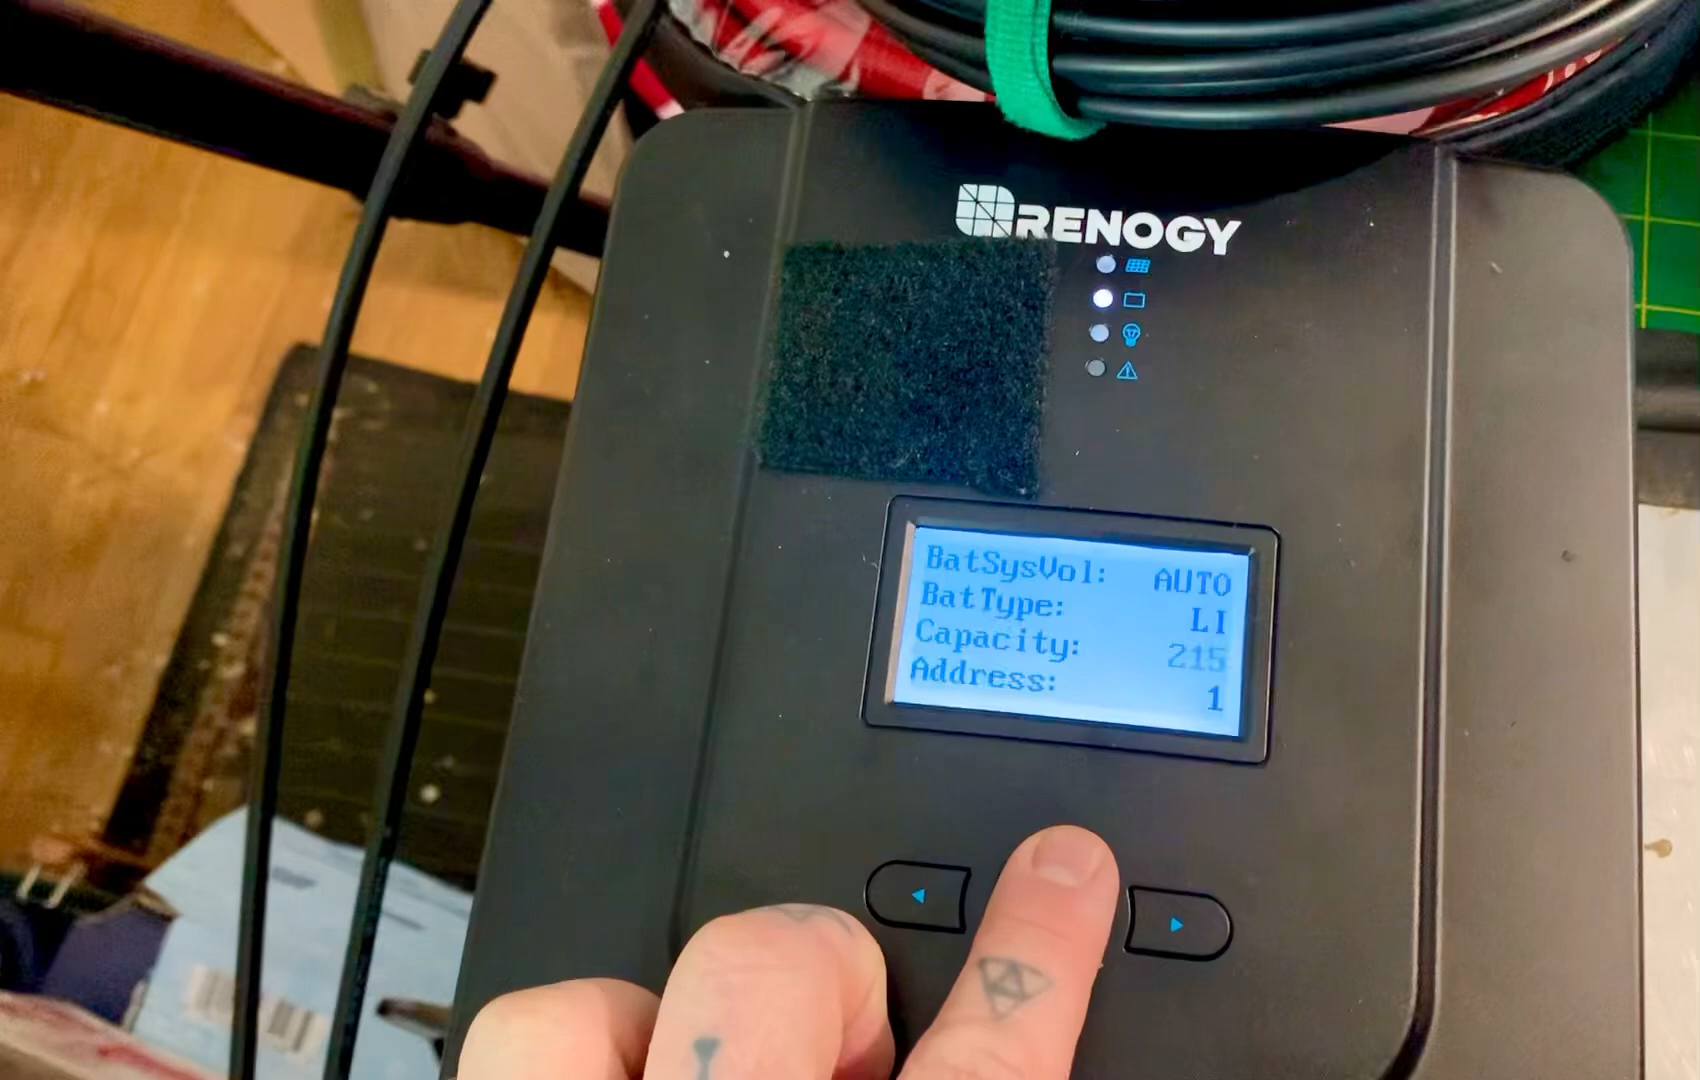 RENOGY
BatSysVol: AUTO
BatType: LI
Capacity: 215
Address: 1